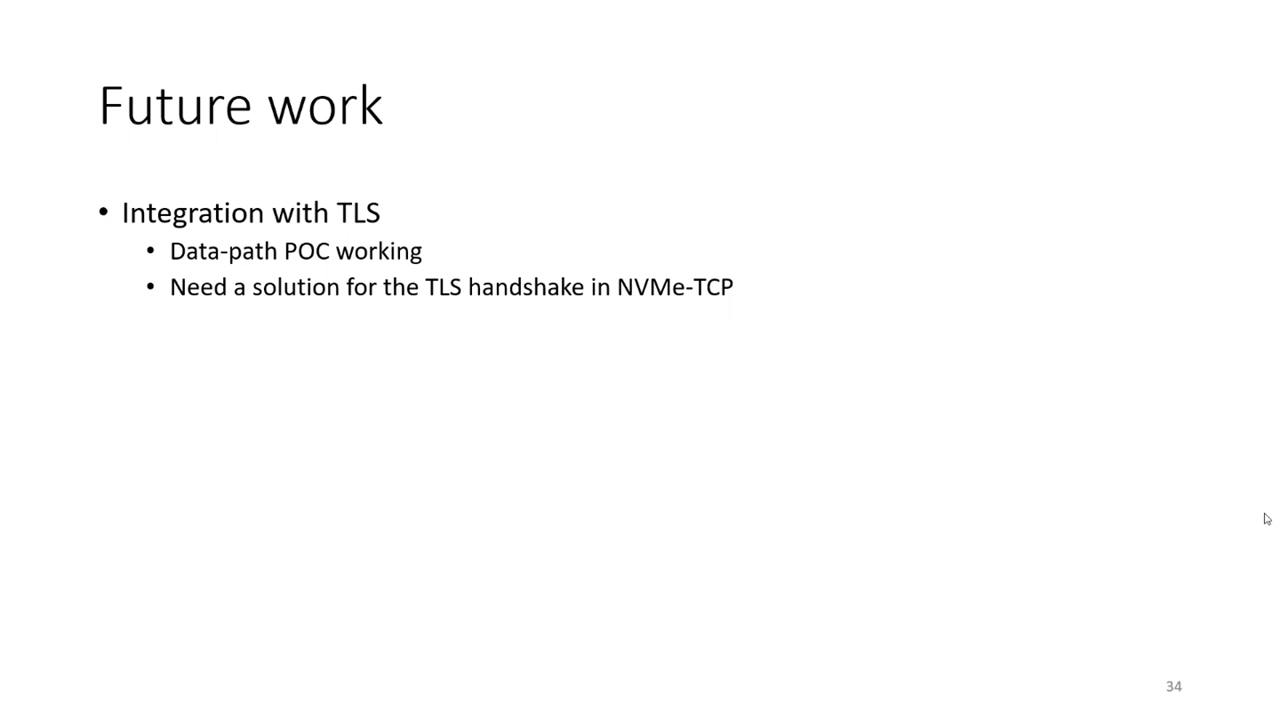 Future work
• Integration with TLS
• Data-path POC working
• Need a solution for the TLS handshake in NVMe-TCP
34